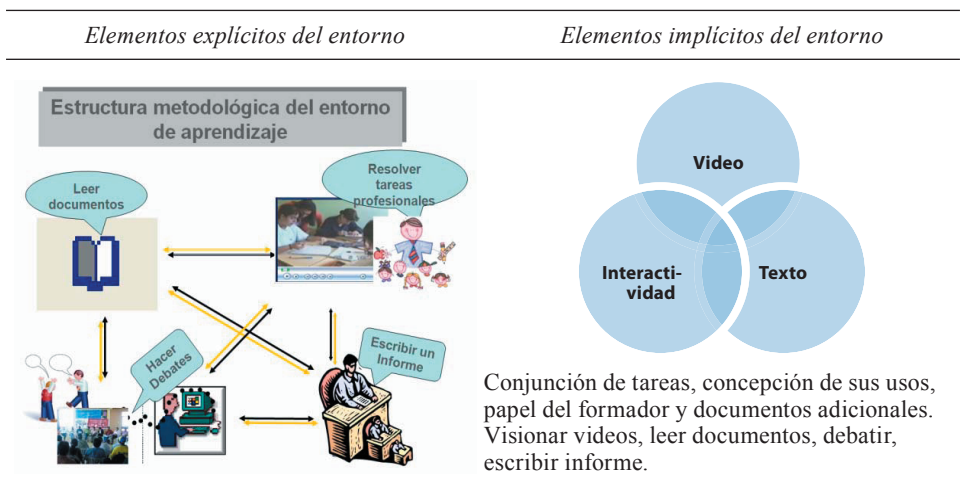 Elementos explícitos del entorno
Elementos implícitos del entorno
Estructura metodológica del entorno
de aprendizaje
Leer
documentos
Resolver
tareas
profesionales
Hacer
Debates
Escribir un
Informe
Video
Interacti-
vidad
Texto
Conjunción de tareas, concepción de sus usos,
papel del formador y documentos adicionales.
Visionar videos, leer documentos, debatir,
escribir informe.